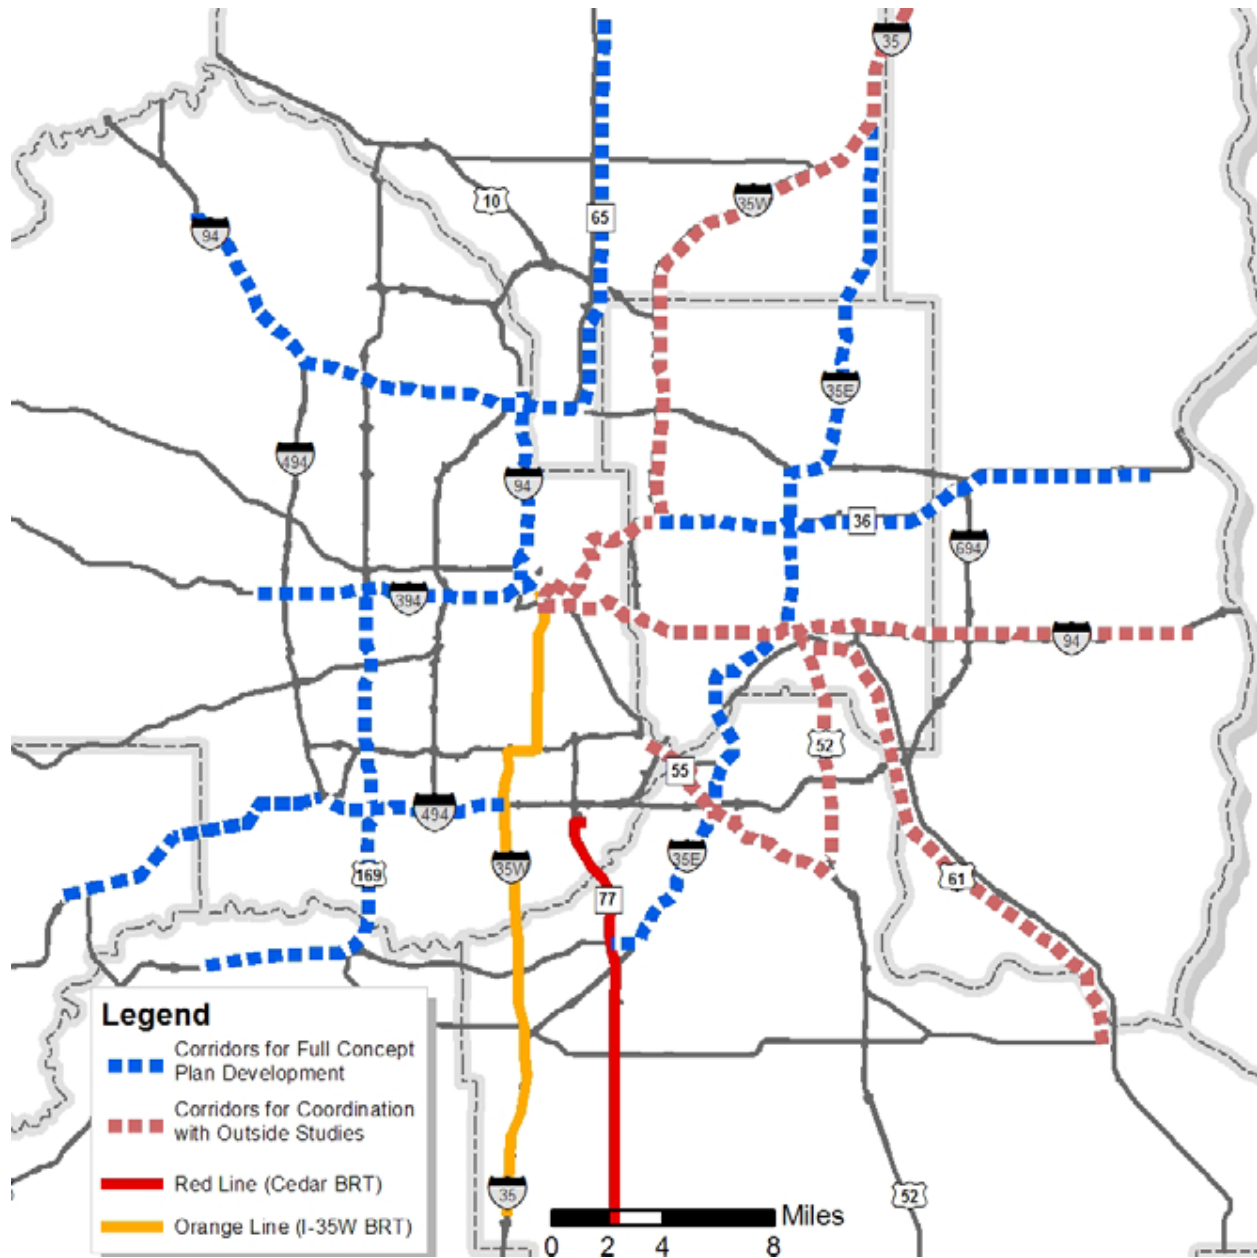 35
10
35W
65
94
35E
494
94
36
694
394
94
52
55
494
35W
35E
169
61
77
Legend
Corridors for Full Concept
Plan Development
Corridors for Coordination
with Outside Studies
Red Line (Cedar BRT)
Orange Line (I-35W BRT)
35
52
Miles
0 2 4 8